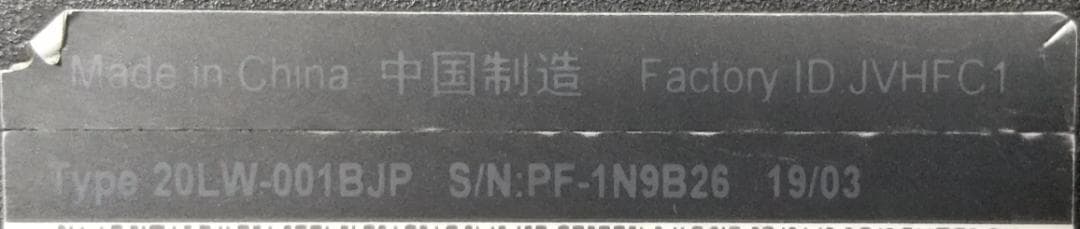 Made in China 中国制造 Factory ID JVHFC1
Type 20LW-001BJP S/N:PF-1N9B26 19/03